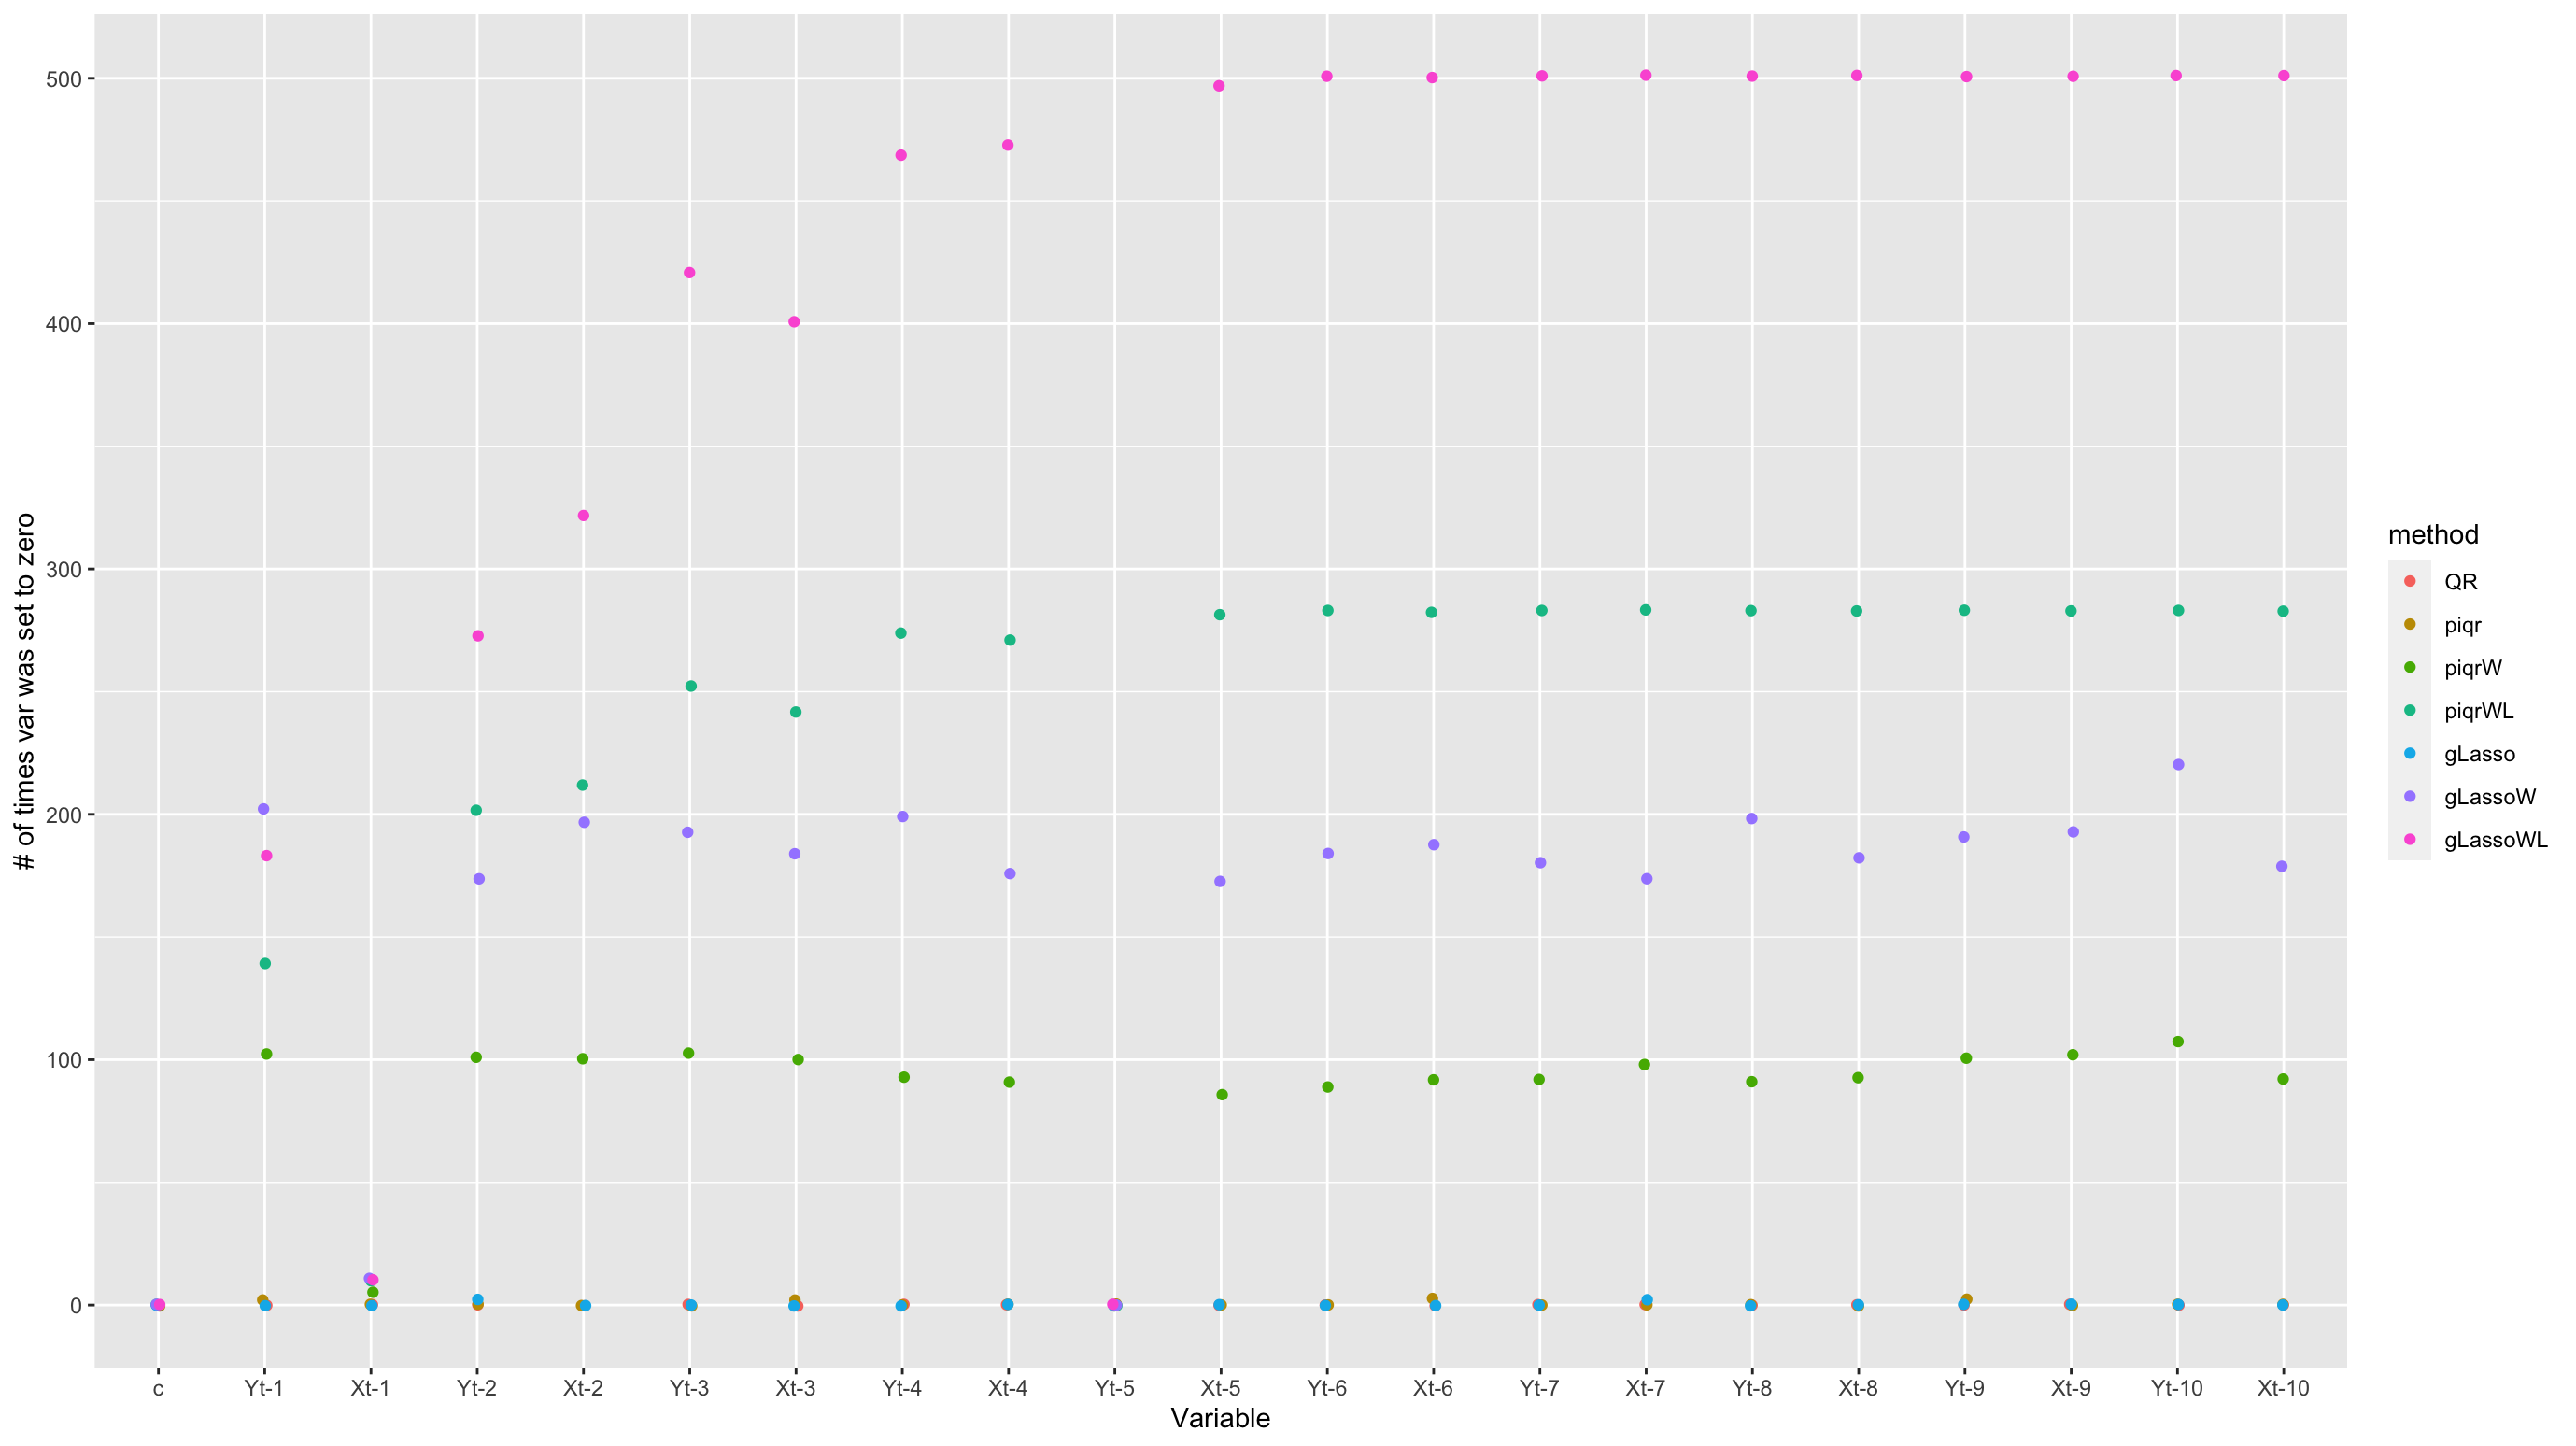 500
400
300
200
100
0
# of times var was set to zero
c Yt-1 Xt-1 Yt-2 Xt-2 Yt-3 Xt-3 Yt-4 Xt-4 Yt-5 Xt-5 Yt-6 Xt-6 Yt-7 Xt-7 Yt-8 Xt-8 Yt-9 Xt-9 Yt-10 Xt-10
Variable
method
QR
piqr
piqrW
piqrWL
gLasso
gLassoW
gLassoWL